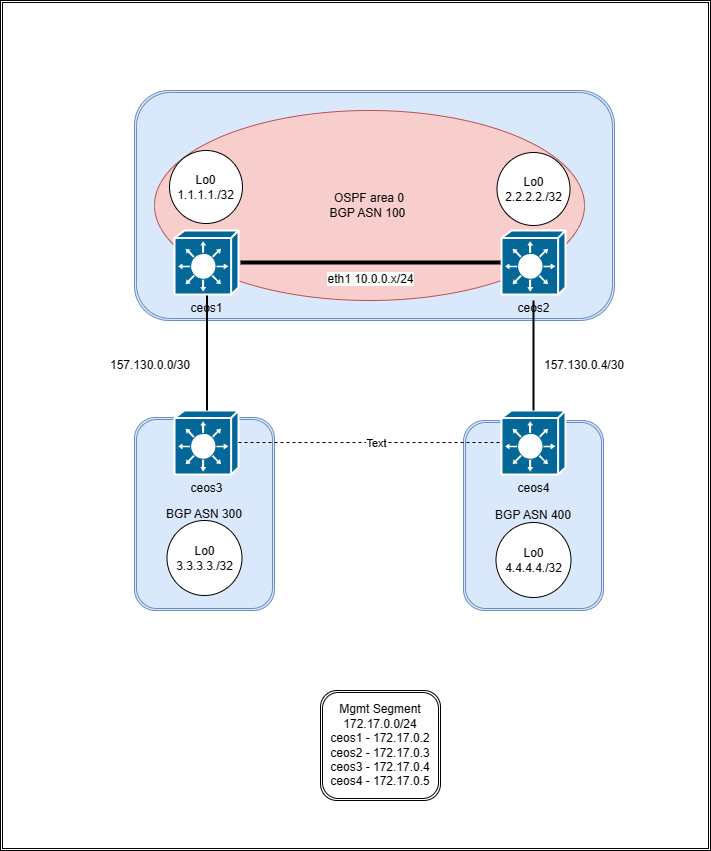 Lo0
1.1.1.1./32
Lo0
2.2.2.2./32
OSPF area 0
BGP ASN 100
eth1 10.0.0.x/24
ceos1
ceos2
157.130.0.0/30
157.130.0.4/30
Text
ceos3
ceos4
BGP ASN 300
BGP ASN 400
Lo0
3.3.3.3./32
Lo0
4.4.4.4./32
Mgmt Segment
172.17.0.0/24
ceos1 - 172.17.0.2
ceos2 - 172.17.0.3
ceos3 - 172.17.0.4
ceos4 - 172.17.0.5